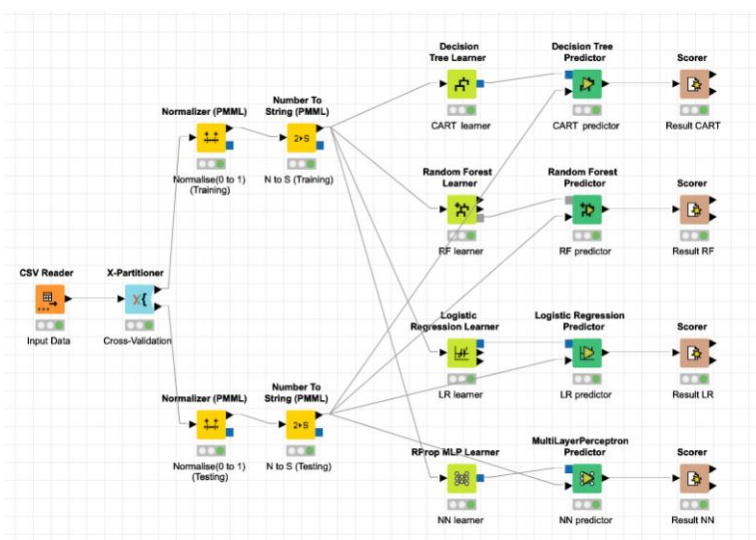 Decision
Tree Learner
CART learner
Decision Tree
Predictor
CART predictor
Scorer
Result CART
Normalizer (PMML)
Normalise(0 to 1)
(Training)
Number To
String (PMML)
2▸S
N to S (Training)
Random Forest
Learner
RF learner
Random Forest
Predictor
RF predictor
Scorer
Result RF
CSV Reader
Input Data
X-Partitioner
X{
Cross-Validation
Logistic
Regression Learner
LR learner
Logistic Regression
Predictor
LR predictor
Scorer
Result LR
Normalizer (PMML)
Normalise(0 to 1)
(Testing)
Number To
String (PMML)
2▸S
N to S (Testing)
RProp MLP Learner
NN learner
MultiLayerPerceptron
Predictor
NN predictor
Scorer
Result NN